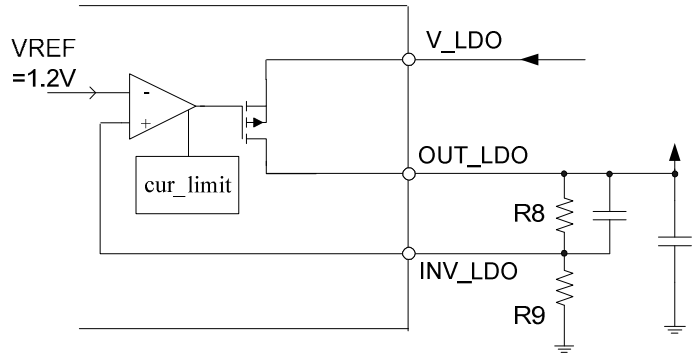 VREF
=1.2V
V_LDO
-
+
cur_limit
OUT_LDO
R8
INV_LDO
R9